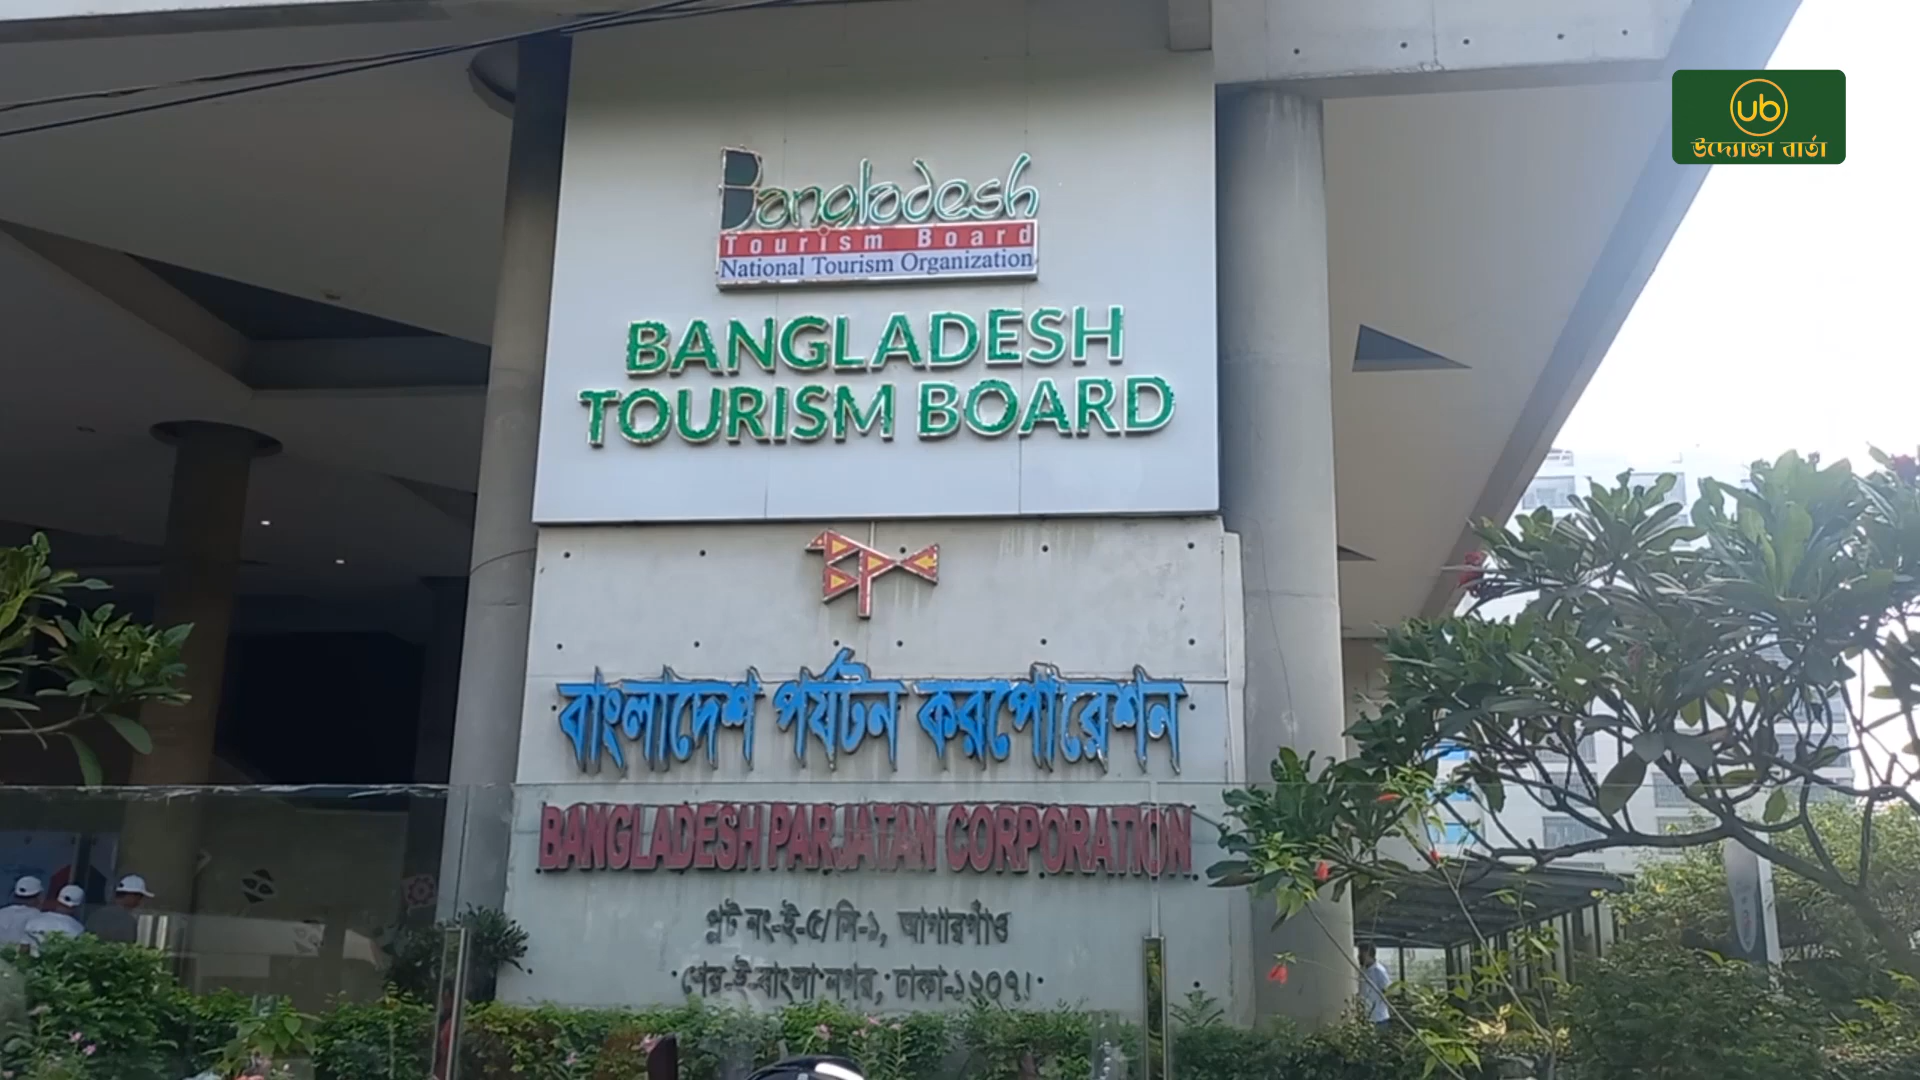 ub
উদ্যোক্তা বার্তা
Bangladesh
Tourism Board
National Tourism Organization
BANGLADESH
TOURISM BOARD
বাংলাদেশ পর্যটন করপোরেশন
BANGLADESH PARJATAN CORPORATION
প্লট নং-ই-৫/সি-১, আগারগাঁও
শের-ই-বাংলা নগর, ঢাকা-১২০৭।